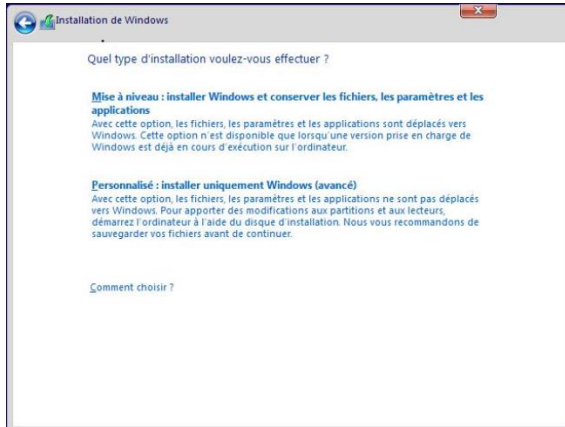 Installation de Windows
Quel type d'installation voulez-vous effectuer ?
Mise à niveau : installer Windows et conserver les fichiers, les paramètres et les
applications
Avec cette option, les fichiers, les paramètres et les applications sont déplacés vers
Windows. Cette option n'est disponible que lorsqu'une version prise en charge de
Windows est déjà en cours d'exécution sur l'ordinateur.
Personnalisé : installer uniquement Windows (avancé)
Avec cette option, les fichiers, les paramètres et les applications ne sont pas déplacés
vers Windows. Pour apporter des modifications aux partitions et aux lecteurs,
démarrez l'ordinateur à l'aide du disque d'installation. Nous vous recommandons de
sauvegarder vos fichiers avant de continuer.
Comment choisir ?